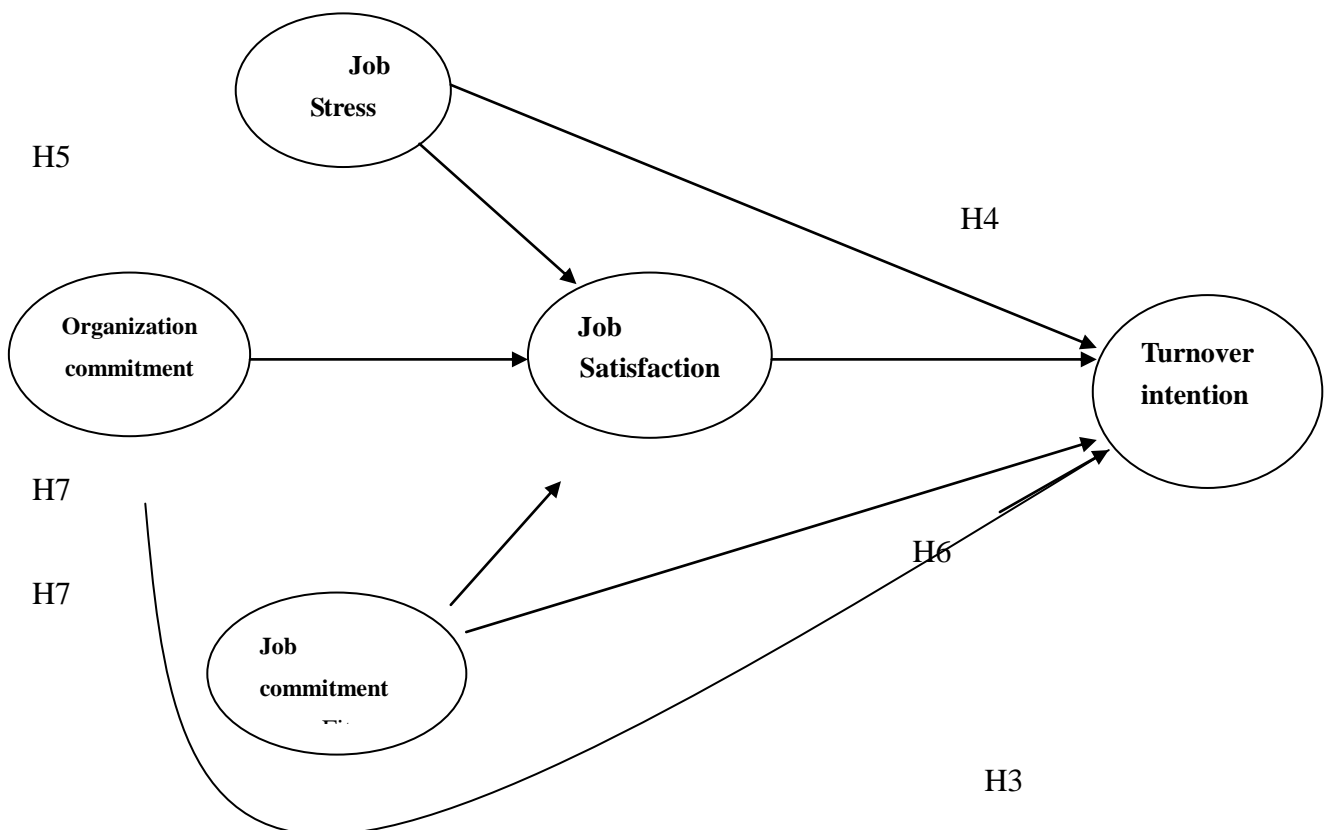 Job
Stress
H5
H4
Organization
commitment
Job
Satisfaction
Turnover
intention
H7
H6
H7
Job
commitment
H3